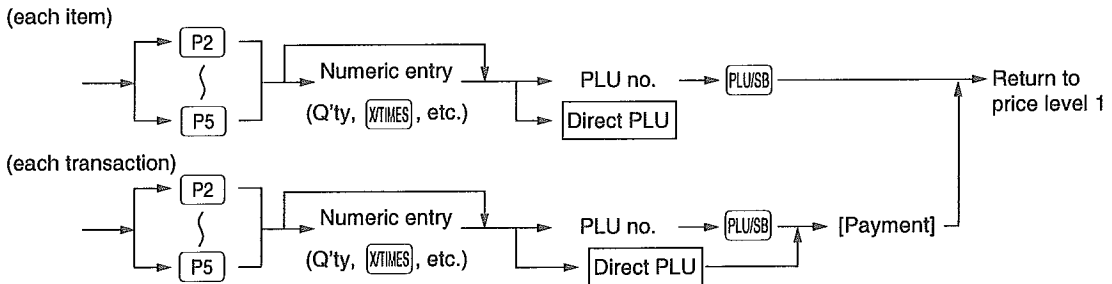 (each item)
P2
P5
Numeric entry
(Q'ty, X/TIMES, etc.)
PLU no.
PLU/SB
Direct PLU
Return to
price level 1
(each transaction)
P2
P5
Numeric entry
(Q'ty, X/TIMES, etc.)
PLU no.
PLU/SB
Direct PLU
[Payment]